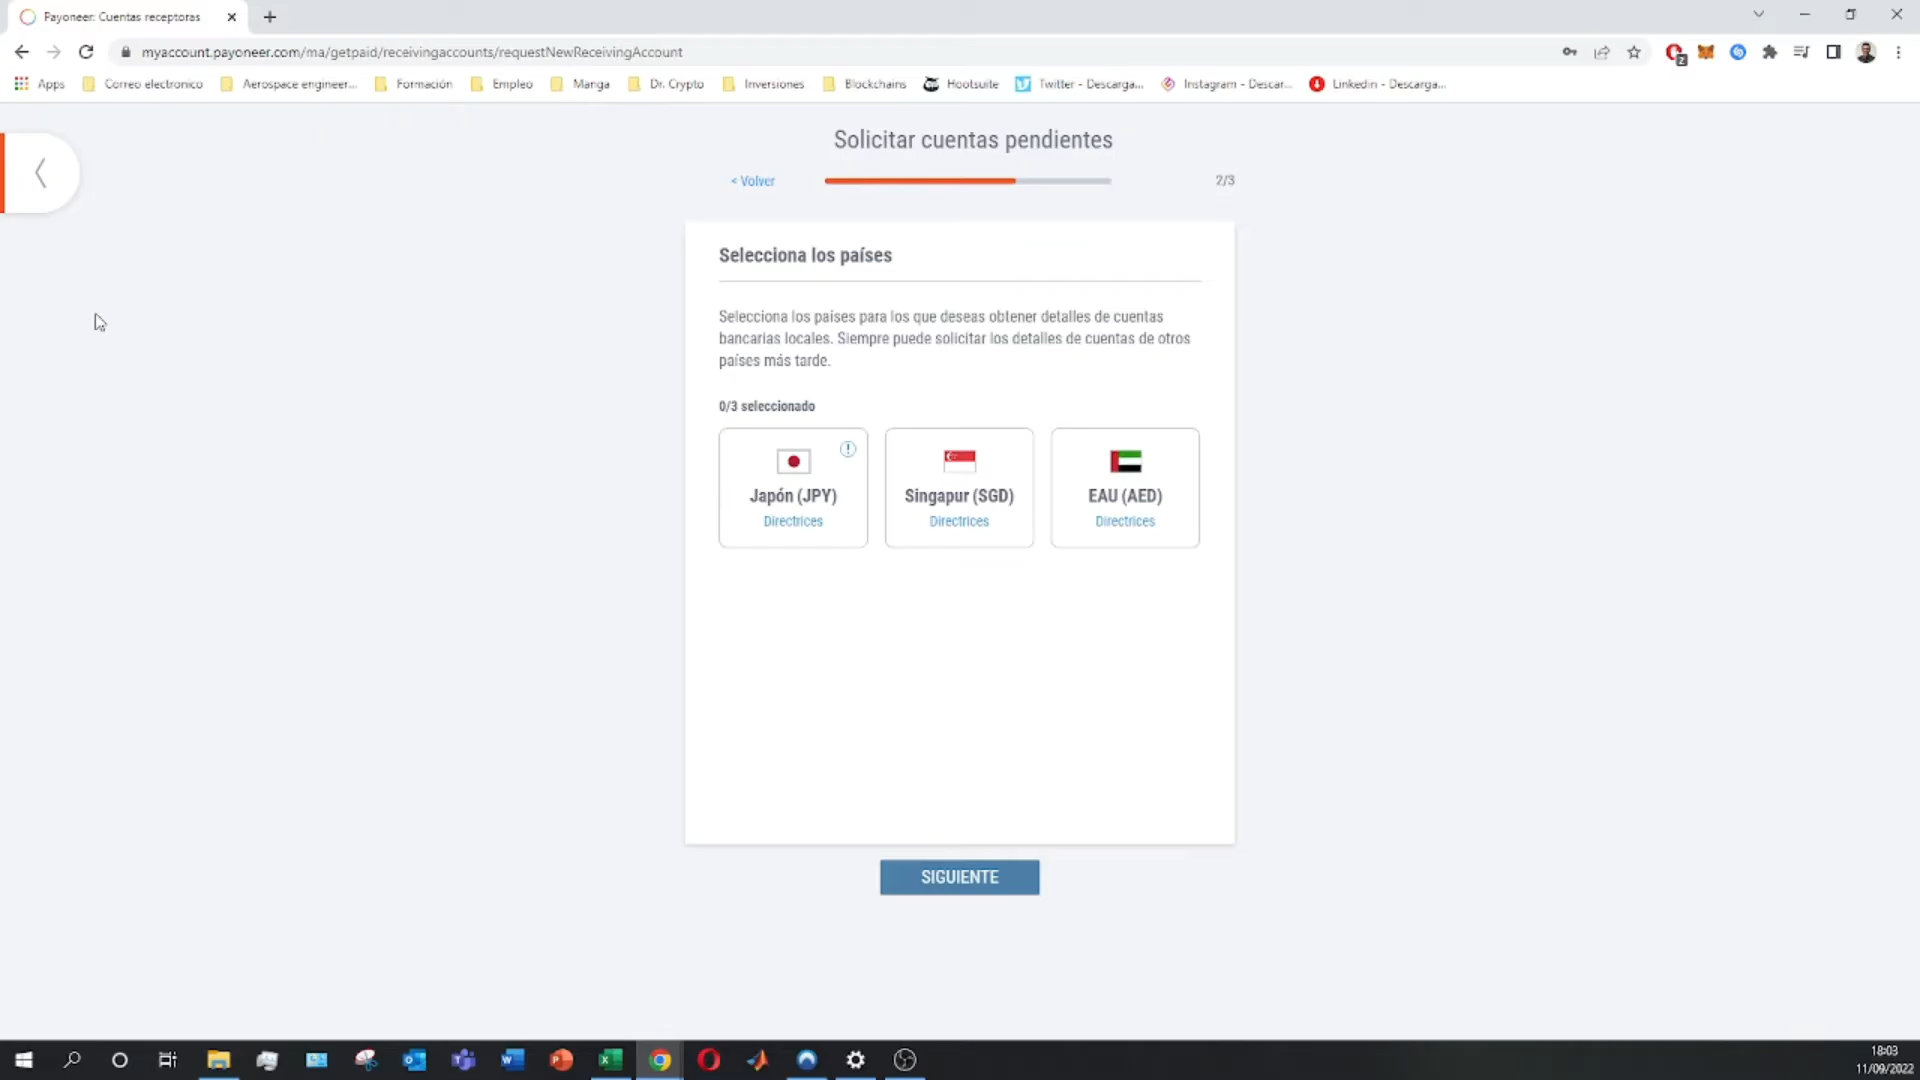 Payoneer: Cuentas receptoras
myaccount.payoneer.com/ma/getpaid/receivingaccounts/requestNewReceivingAccount
2
Apps
Correo electronico
Aerospace engineer...
Formación
Empleo
Manga
Dr. Crypto
Inversiones
Blockchains
Hootsuite
Twitter - Descarga...
Instagram - Descar...
Linkedin - Descarga...
Solicitar cuentas pendientes
< Volver
2/3
Selecciona los países
Selecciona los países para los que deseas obtener detalles de cuentas
bancarias locales. Siempre puede solicitar los detalles de cuentas de otros
países más tarde.
0/3 seleccionado
Japón (JPY)
Directrices
Singapur (SGD)
Directrices
EAU (AED)
Directrices
SIGUIENTE
18:03
11/09/2022